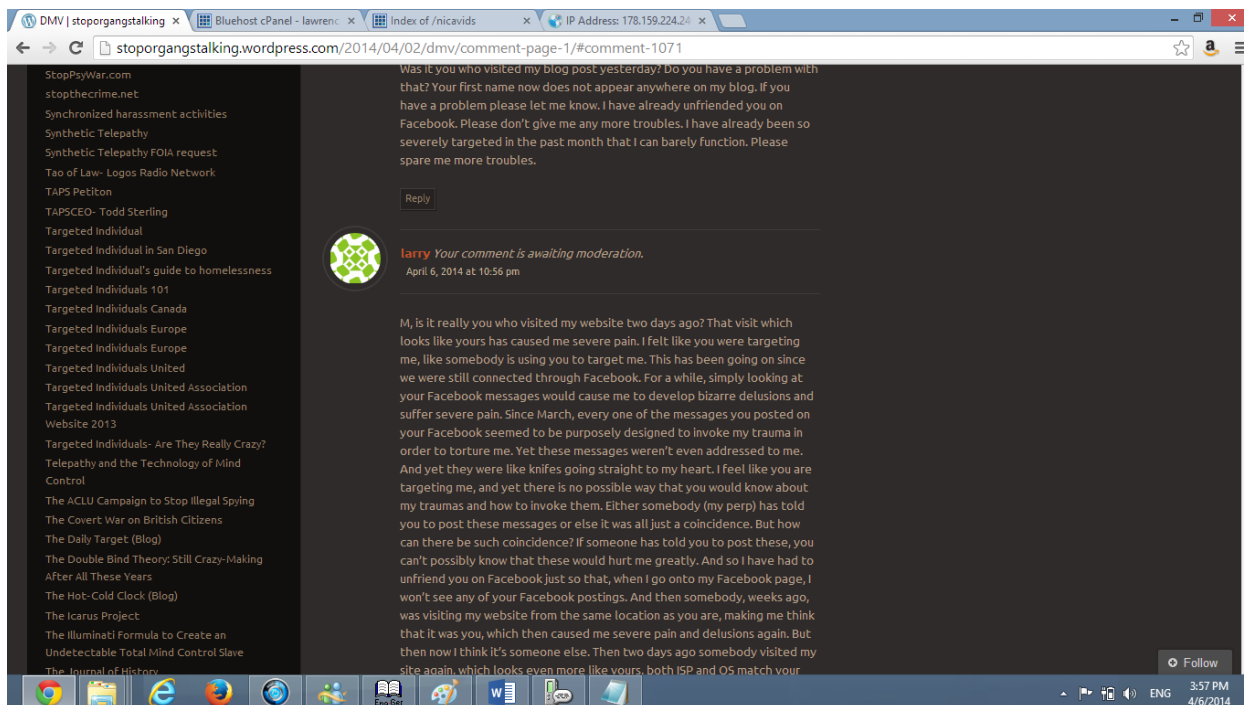 DMV | stoporgangstalking
Bluehost cPanel - lawrenc
Index of /nicavids
IP Address: 178.159.224.24
stoporgangstalking.wordpress.com/2014/04/02/dmv/comment-page-1/#comment-1071
StopPsyWar.com
stopthecrime.net
Synchronized harassment activities
Synthetic Telepathy
Synthetic Telepathy FOIA request
Tao of Law- Logos Radio Network
TAPS Petiton
TAPSCEO- Todd Sterling
Targeted Individual
Targeted Individual in San Diego
Targeted Individual's guide to homelessness
Targeted Individuals 101
Targeted Individuals Canada
Targeted Individuals Europe
Targeted Individuals Europe
Targeted Individuals United
Targeted Individuals United Association
Targeted Individuals United Association
Website 2013
Targeted Individuals- Are They Really Crazy?
Telepathy and the Technology of Mind
Control
The ACLU Campaign to Stop Illegal Spying
The Covert War on British Citizens
The Daily Target (Blog)
The Double Bind Theory: Still Crazy-Making
After All These Years
The Hot-Cold Clock (Blog)
The Icarus Project
The Illuminati Formula to Create an
Undetectable Total Mind Control Slave
The Journal of History
Was it you who visited my blog post yesterday? Do you have a problem with
that? Your first name now does not appear anywhere on my blog. If you
have a problem please let me know. I have already unfriended you on
Facebook. Please don't give me any more troubles. I have already been so
severely targeted in the past month that I can barely function. Please
spare me more troubles.
Reply
larry Your comment is awaiting moderation.
April 6, 2014 at 10:56 pm
M, is it really you who visited my website two days ago? That visit which
looks like yours has caused me severe pain. I felt like you were targeting
me, like somebody is using you to target me. This has been going on since
we were still connected through Facebook. For a while, simply looking at
your Facebook messages would cause me to develop bizarre delusions and
suffer severe pain. Since March, every one of the messages you posted on
your Facebook seemed to be purposely designed to invoke my trauma in
order to torture me. Yet these messages weren't even addressed to me.
And yet they were like knifes going straight to my heart. I feel like you are
targeting me, and yet there is no possible way that you would know about
my traumas and how to invoke them. Either somebody (my perp) has told
you to post these messages or else it was all just a coincidence. But how
can there be such coincidence? If someone has told you to post these, you
can't possibly know that these would hurt me greatly. And so I have had to
unfriend you on Facebook just so that, when I go onto my Facebook page, I
won't see any of your Facebook postings. And then somebody, weeks ago,
was visiting my website from the same location as you are, making me think
that it was you, which then caused me severe pain and delusions again. But
then now I think it's someone else. Then two days ago somebody visited my
site again, which looks even more like yours, both ISP and OS match your
Follow
Eng Ger
ENG
3:57 PM
4/6/2014